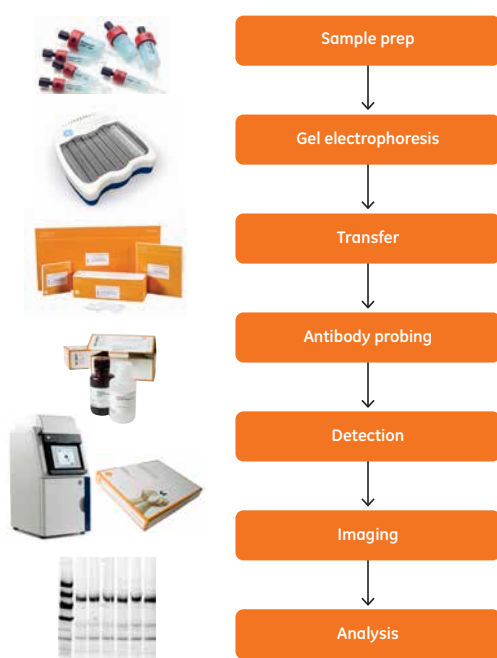 Sample prep
Gel electrophoresis
Transfer
Antibody probing
Detection
Imaging
Analysis